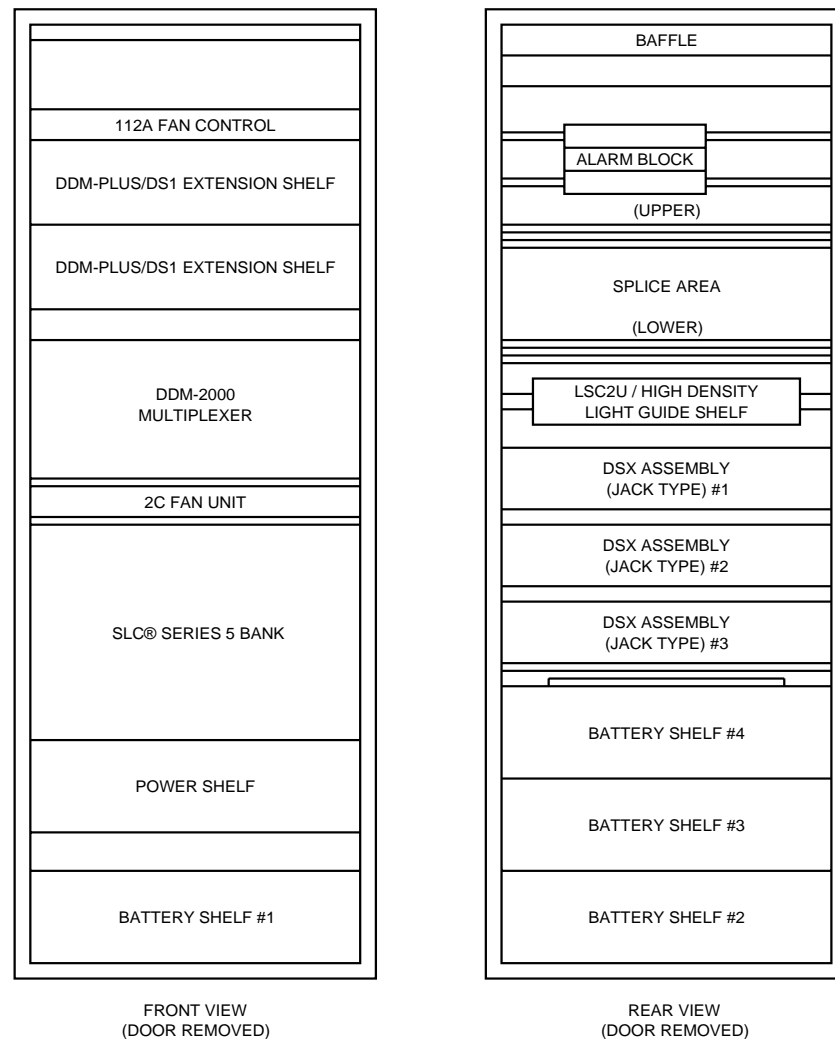 112A FAN CONTROL
DDM-PLUS/DS1 EXTENSION SHELF
DDM-PLUS/DS1 EXTENSION SHELF
DDM-2000
MULTIPLEXER
2C FAN UNIT
SLC® SERIES 5 BANK
POWER SHELF
BATTERY SHELF #1
FRONT VIEW
(DOOR REMOVED)
BAFFLE
ALARM BLOCK
(UPPER)
SPLICE AREA
(LOWER)
LSC2U / HIGH DENSITY
LIGHT GUIDE SHELF
DSX ASSEMBLY
(JACK TYPE) #1
DSX ASSEMBLY
(JACK TYPE) #2
DSX ASSEMBLY
(JACK TYPE) #3
BATTERY SHELF #4
BATTERY SHELF #3
BATTERY SHELF #2
REAR VIEW
(DOOR REMOVED)